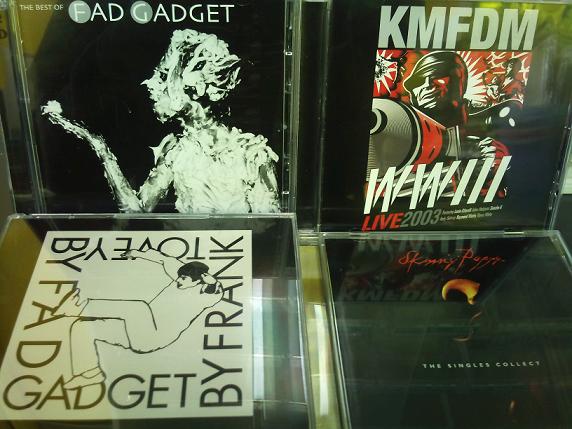 THE BEST OF FAD GADGET
KMFDM
WWIII
LIVE2003
BY FAD GADGET
BY FRANK TOVEY
Skinny Puppy
THE SINGLES COLLECT